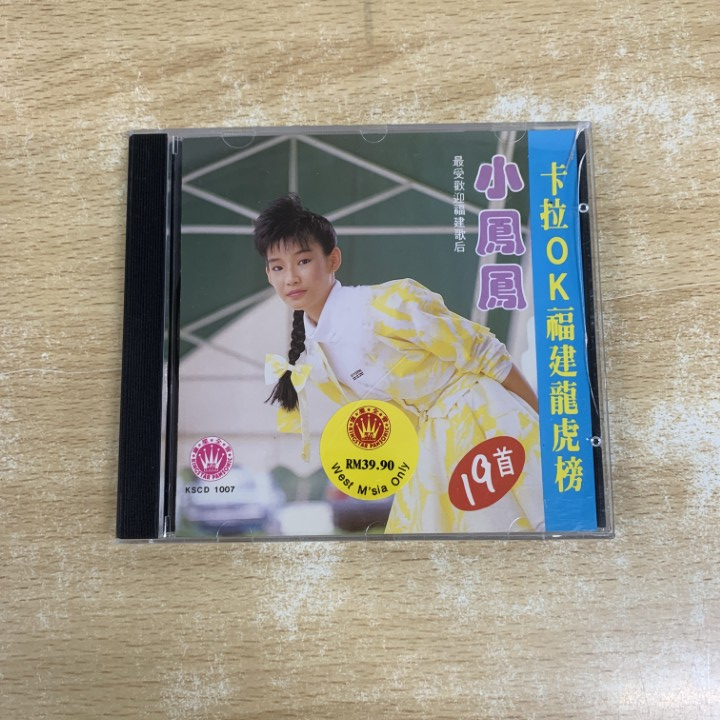 卡拉OK福建龍虎榜
小鳳鳳
最受歡迎福建歌后
19首
RM39.90
West M'sia Only
KSCD 1007